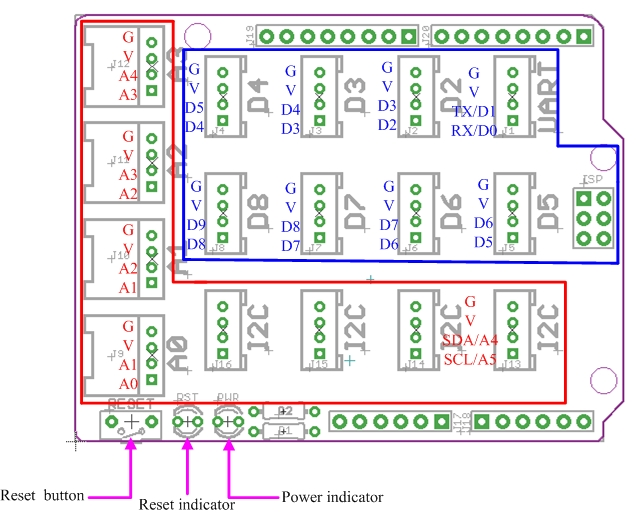 J19
J20
G
V
A4
A3
J12
A3
G
V
D5
D4
J4
D4
G
V
D4
D3
J3
D3
G
V
D3
D2
J2
D2
G
V
TX/D1
RX/D0
J1
UART
G
V
A3
A2
J11
A2
G
V
D9
D8
J8
D8
G
V
D8
D7
J7
D7
G
V
D7
D6
J6
D6
G
V
D6
D5
J5
D5
ISP
G
V
A2
A1
J10
A1
G
V
A1
A0
J9
A0
J16
I2C
J15
I2C
J14
I2C
G
V
SDA/A4
SCL/A5
J13
I2C
RESET
RST
PWR
R2
R1
J17
J18
Reset button
Reset indicator
Power indicator